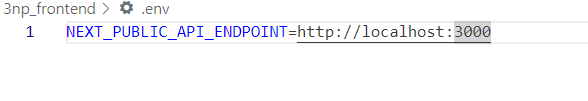 3np_frontend > .env
1 NEXT_PUBLIC_API_ENDPOINT=http://localhost:3000